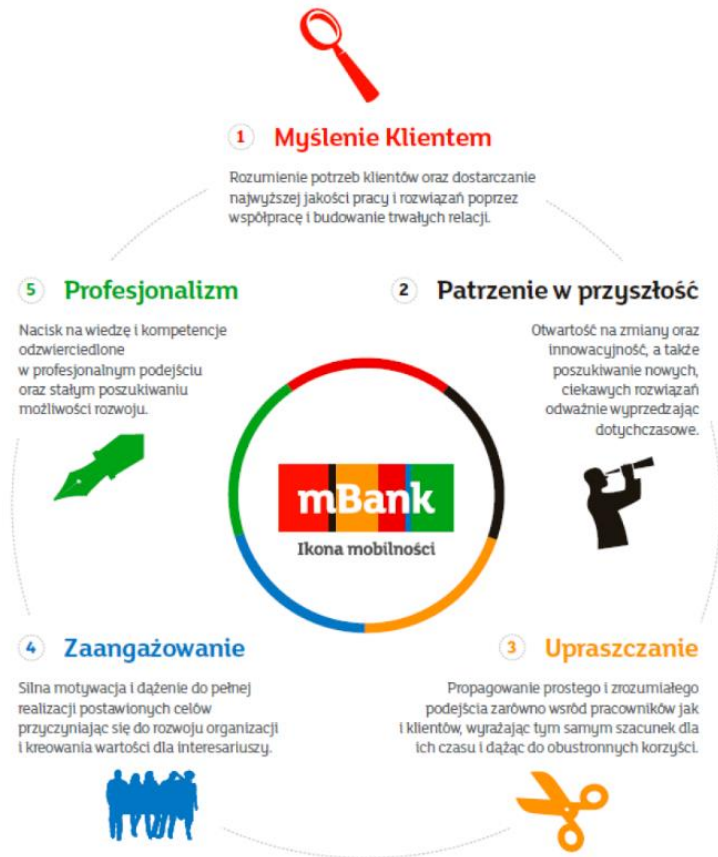 1 Myślenie Klientem
Rozumienie potrzeb klientów oraz dostarczanie
najwyższej jakości pracy i rozwiązań poprzez
współpracę i budowanie trwałych relacji.
5 Profesjonalizm
Nacisk na wiedzę i kompetencje
odzwierciedlone
w profesjonalnym podejściu
oraz stałym poszukiwaniu
możliwości rozwoju.
2 Patrzenie w przyszłość
Otwartość na zmiany oraz
innowacyjność, a także
poszukiwanie nowych,
ciekawych rozwiązań
odważnie wyprzedzając
dotychczasowe.
mBank
Ikona mobilności
4 Zaangażowanie
Silna motywacja i dążenie do pełnej
realizacji postawionych celów
przyczyniając się do rozwoju organizacji
i kreowania wartości dla interesariuszy.
3 Upraszczanie
Propagowanie prostego i zrozumiałego
podejścia zarówno wsród pracowników jak
i klientów, wyrażając tym samym szacunek dla
ich czasu i dążąc do obustronnych korzyści.